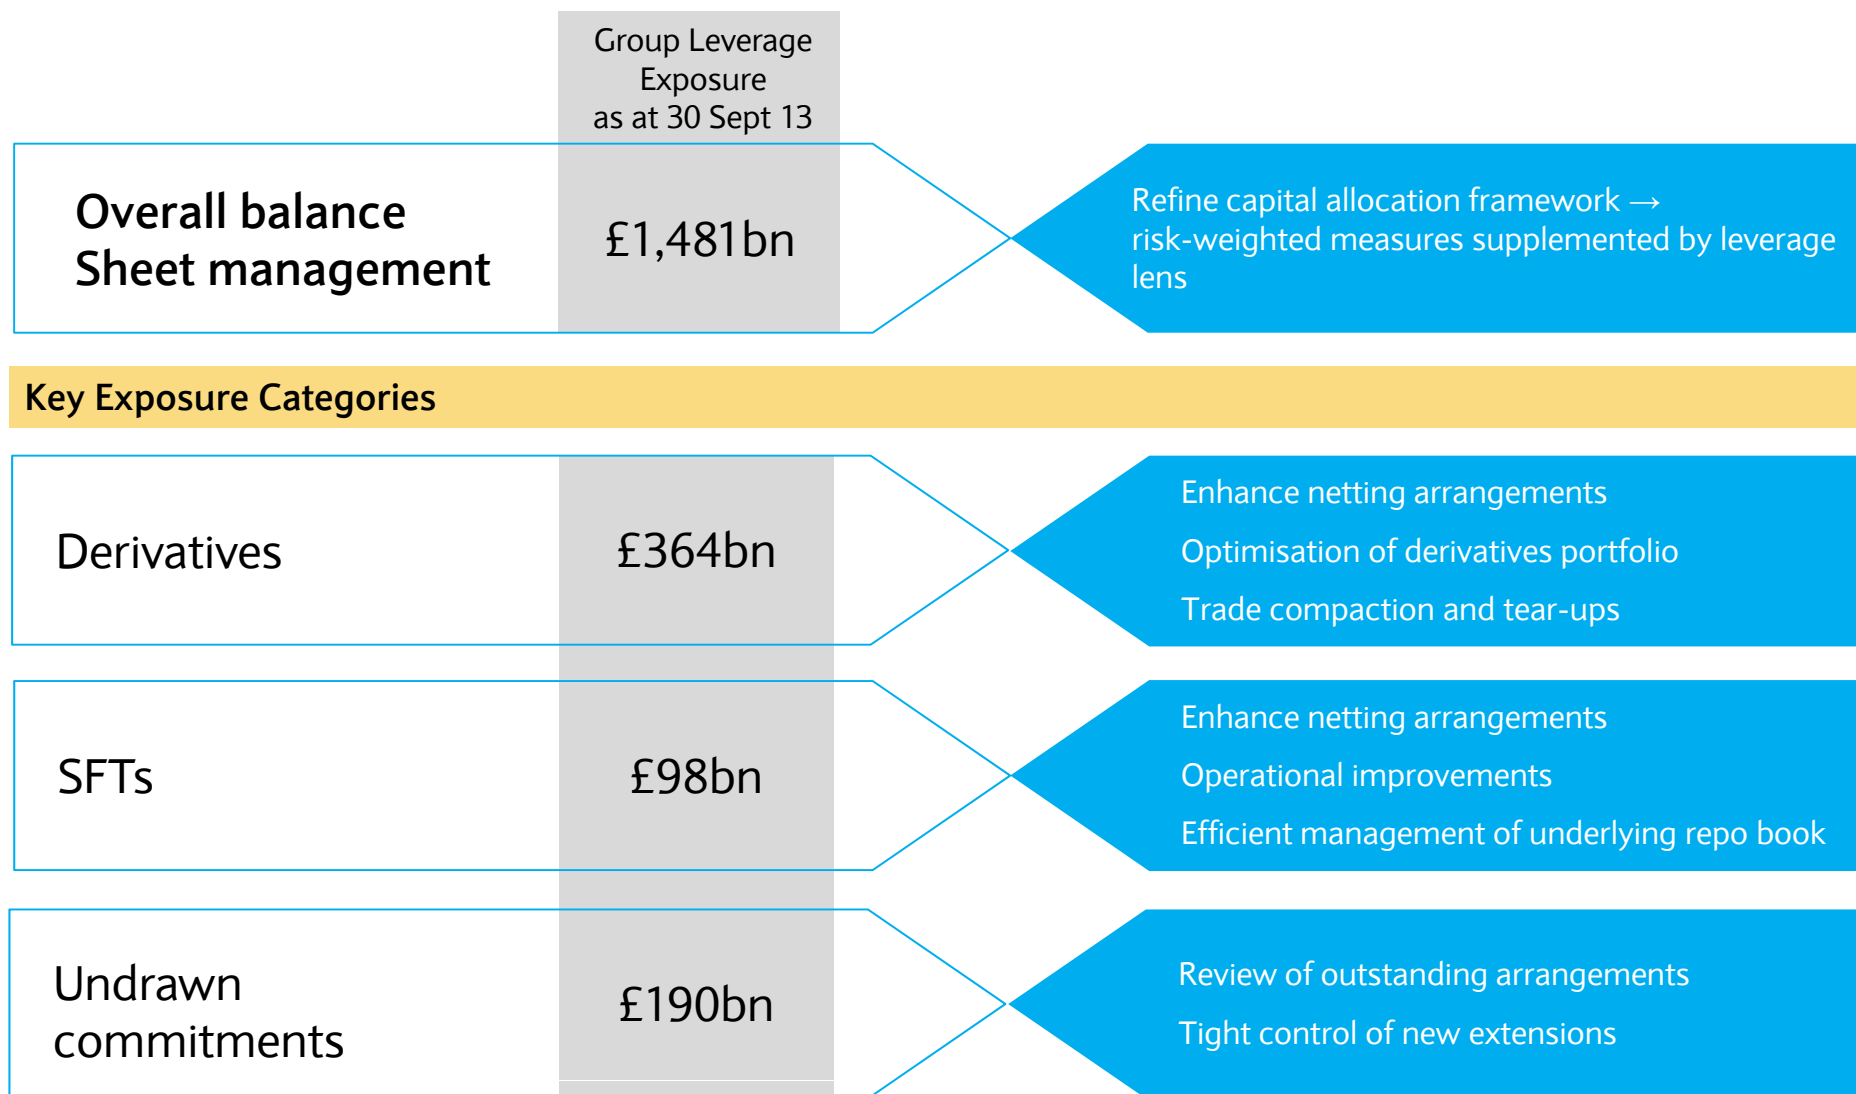 Group Leverage
Exposure
as at 30 Sept 13
Overall balance
Sheet management
£1,481bn
Refine capital allocation framework →
risk-weighted measures supplemented by leverage
lens
Key Exposure Categories
Derivatives
£364bn
Enhance netting arrangements
Optimisation of derivatives portfolio
Trade compaction and tear-ups
SFTs
£98bn
Enhance netting arrangements
Operational improvements
Efficient management of underlying repo book
Undrawn
commitments
£190bn
Review of outstanding arrangements
Tight control of new extensions